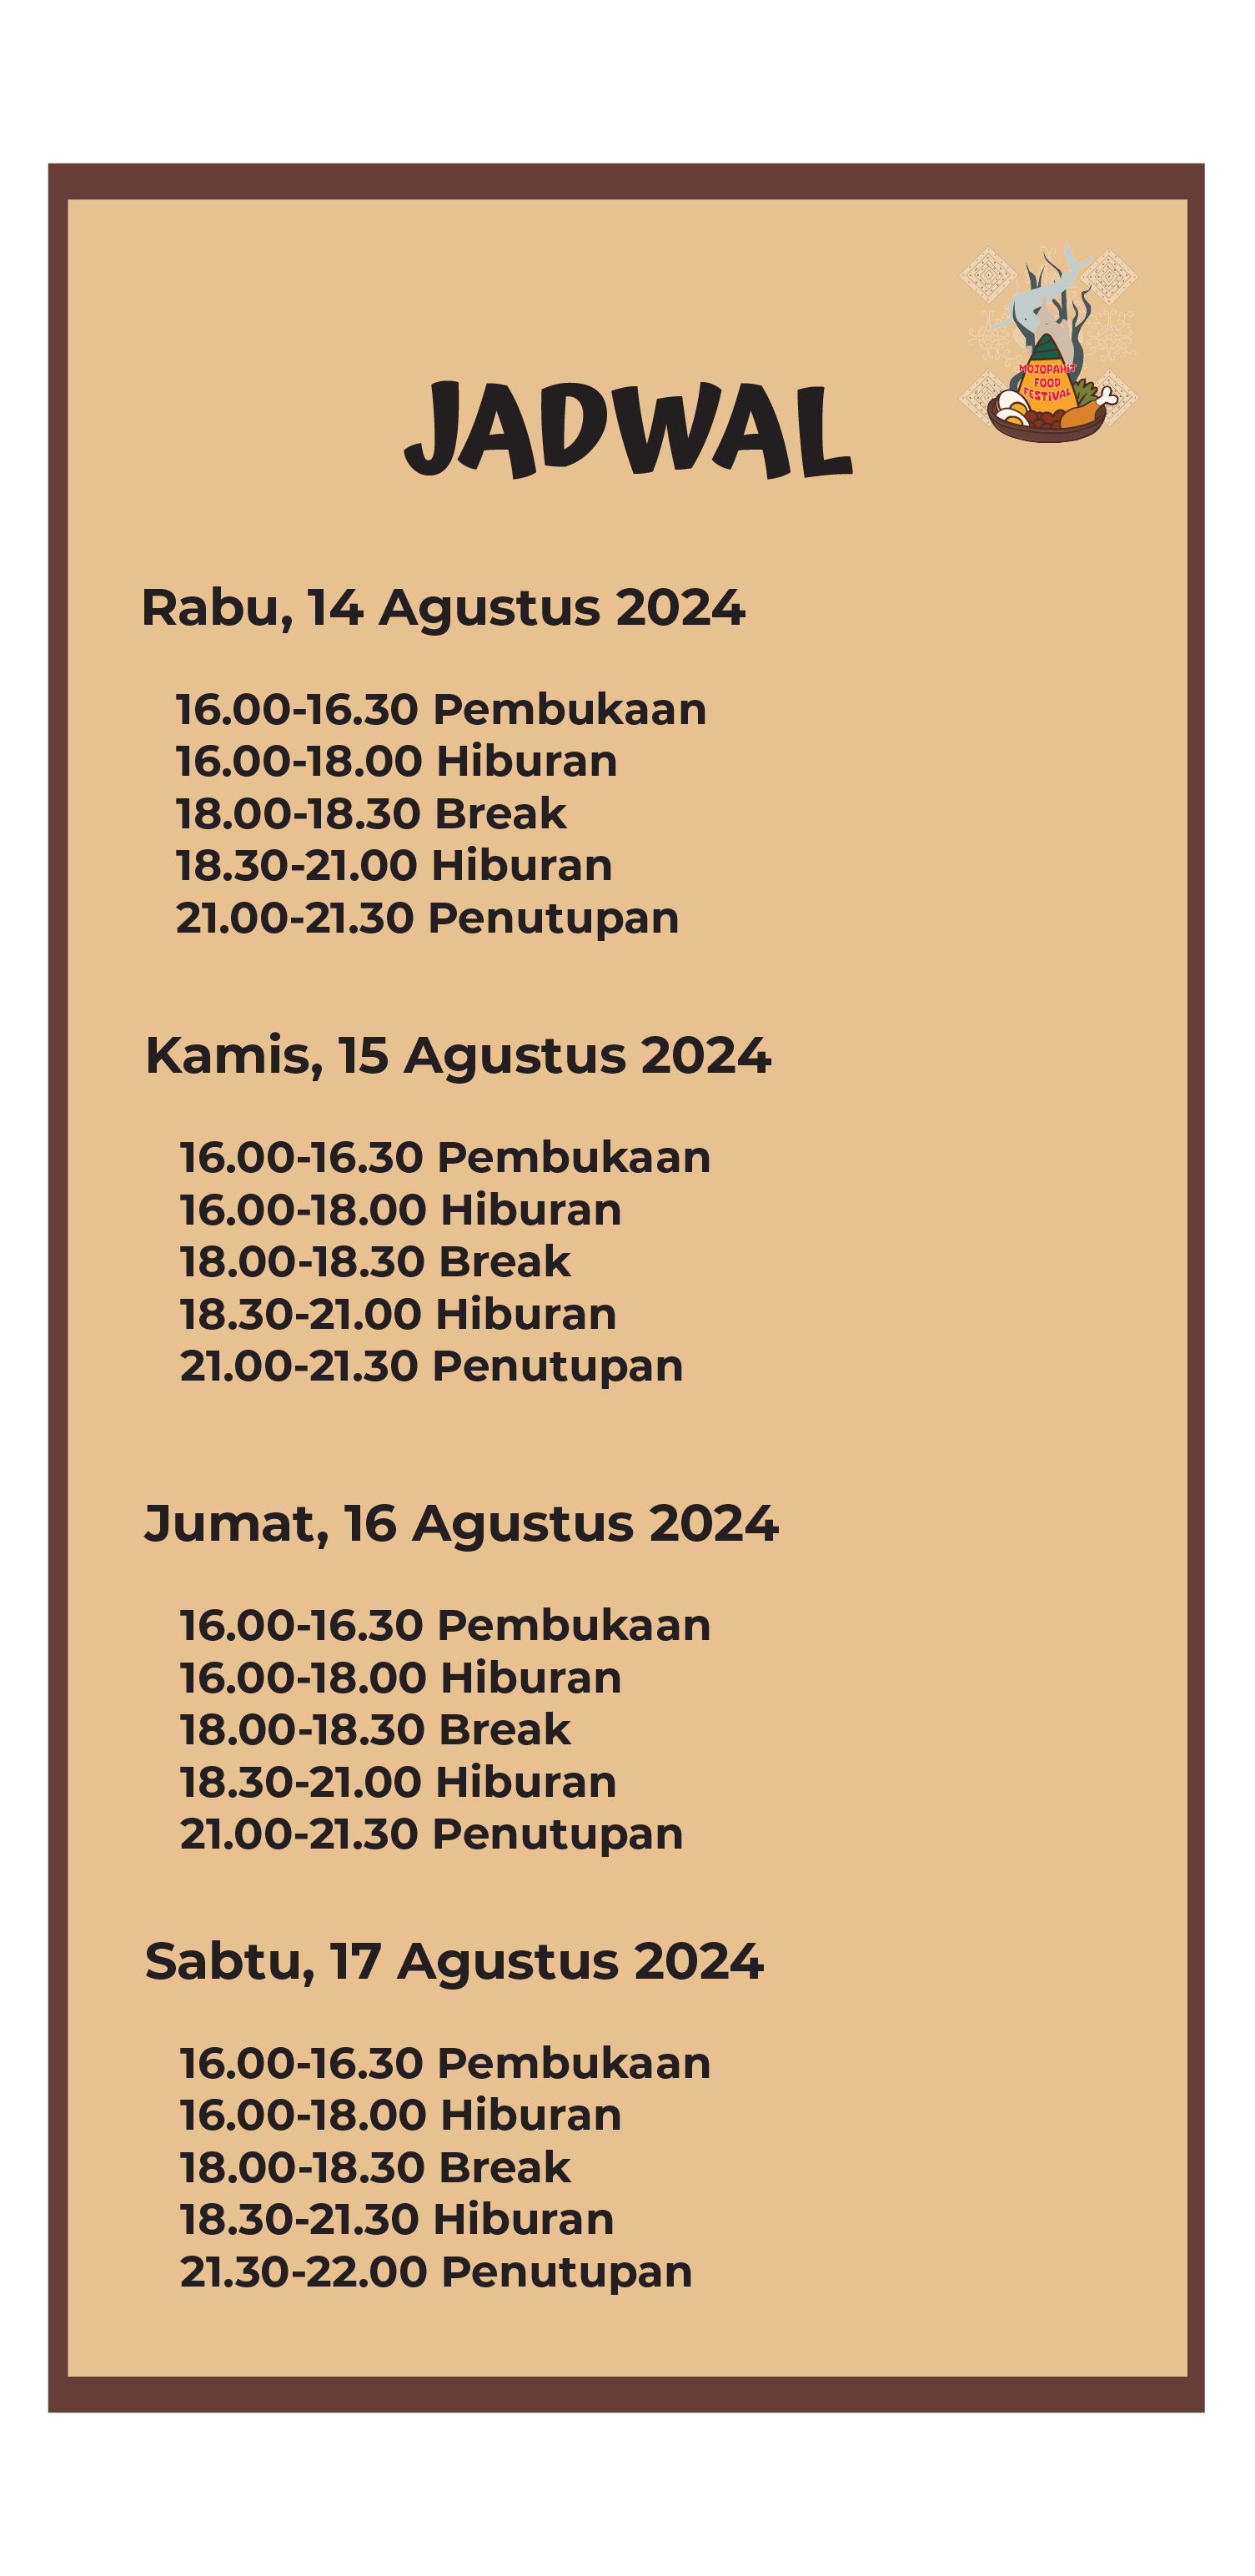 MOJOPAHIT
FOOD
FESTIVAL
JADWAL
Rabu, 14 Agustus 2024
16.00-16.30 Pembukaan
16.00-18.00 Hiburan
18.00-18.30 Break
18.30-21.00 Hiburan
21.00-21.30 Penutupan
Kamis, 15 Agustus 2024
16.00-16.30 Pembukaan
16.00-18.00 Hiburan
18.00-18.30 Break
18.30-21.00 Hiburan
21.00-21.30 Penutupan
Jumat, 16 Agustus 2024
16.00-16.30 Pembukaan
16.00-18.00 Hiburan
18.00-18.30 Break
18.30-21.00 Hiburan
21.00-21.30 Penutupan
Sabtu, 17 Agustus 2024
16.00-16.30 Pembukaan
16.00-18.00 Hiburan
18.00-18.30 Break
18.30-21.30 Hiburan
21.30-22.00 Penutupan